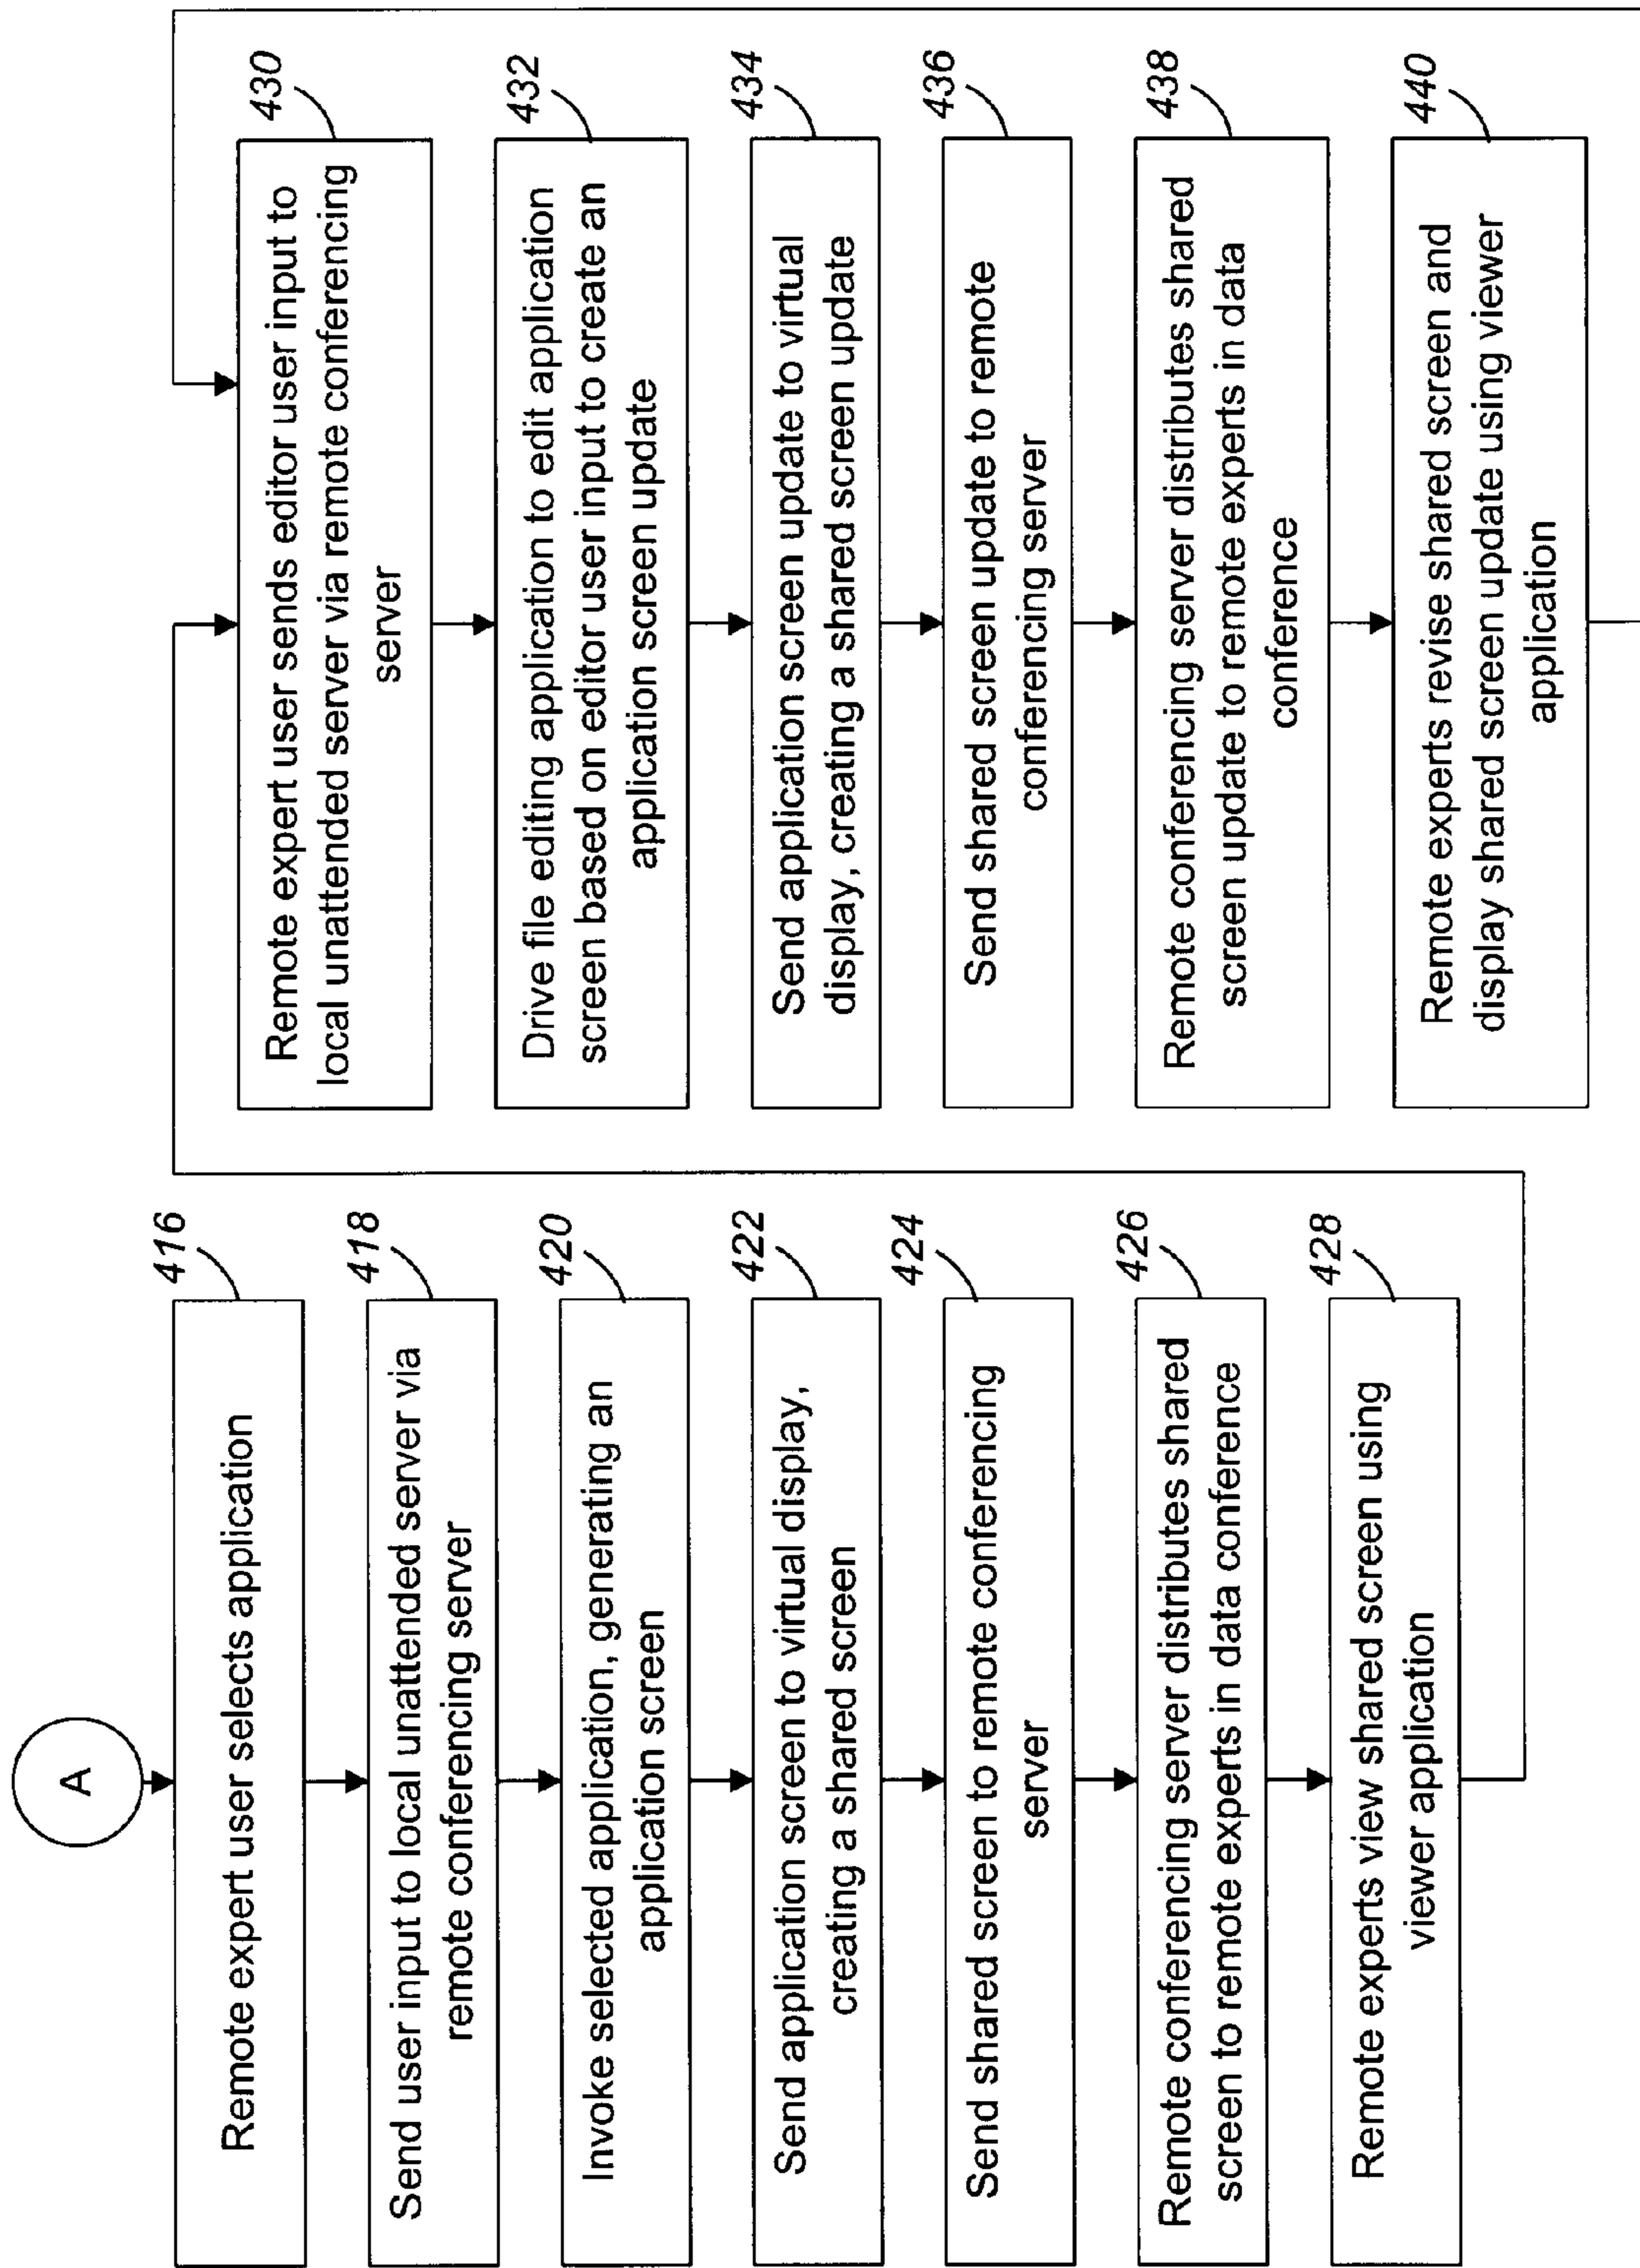 A
416
Remote expert user selects application
418
Send user input to local unattended server via
remote conferencing server
420
Invoke selected application, generating an
application screen
422
Send application screen to virtual display,
creating a shared screen
424
Send shared screen to remote conferencing
server
426
Remote conferencing server distributes shared
screen to remote experts in data conference
428
Remote experts view shared screen using
viewer application
430
Remote expert user sends editor user input to
local unattended server via remote conferencing
server
432
Drive file editing application to edit application
screen based on editor user input to create an
application screen update
434
Send application screen update to virtual
display, creating a shared screen update
436
Send shared screen update to remote
conferencing server
438
Remote conferencing server distributes shared
screen update to remote experts in data
conference
440
Remote experts revise shared screen and
display shared screen update using viewer
application